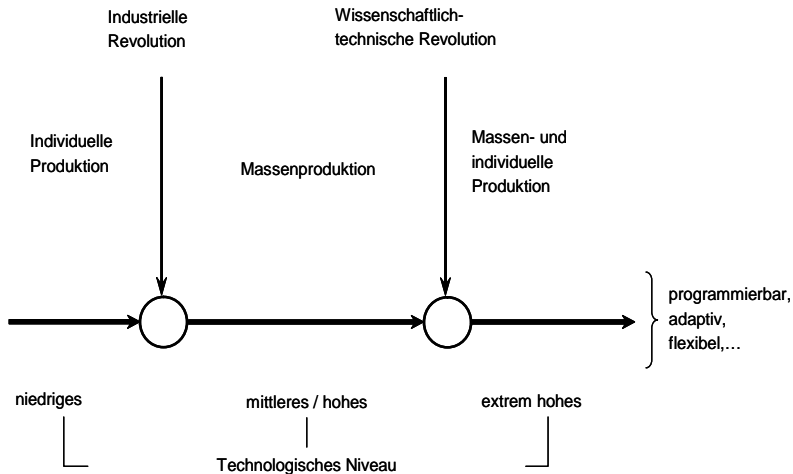 Industrielle
Revolution
Wissenschaftlich-
technische Revolution
Individuelle
Produktion
Massenproduktion
Massen- und
individuelle
Produktion
programmierbar,
adaptiv,
flexibel,...
niedriges
mittleres / hohes
extrem hohes
Technologisches Niveau